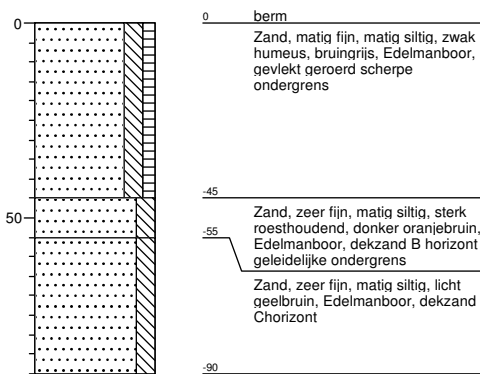 0
0 berm
Zand, matig fijn, matig siltig, zwak
humeus, bruingrijs, Edelmanboor,
gevlekt geroerd scherpe
ondergrens
-45
50
Zand, zeer fijn, matig siltig, sterk
roesthoudend, donker oranjebruin,
-55
Edelmanboor, dekzand B horizont
geleidelijke ondergrens
Zand, zeer fijn, matig siltig, licht
geelbruin, Edelmanboor, dekzand
Chorizont
-90